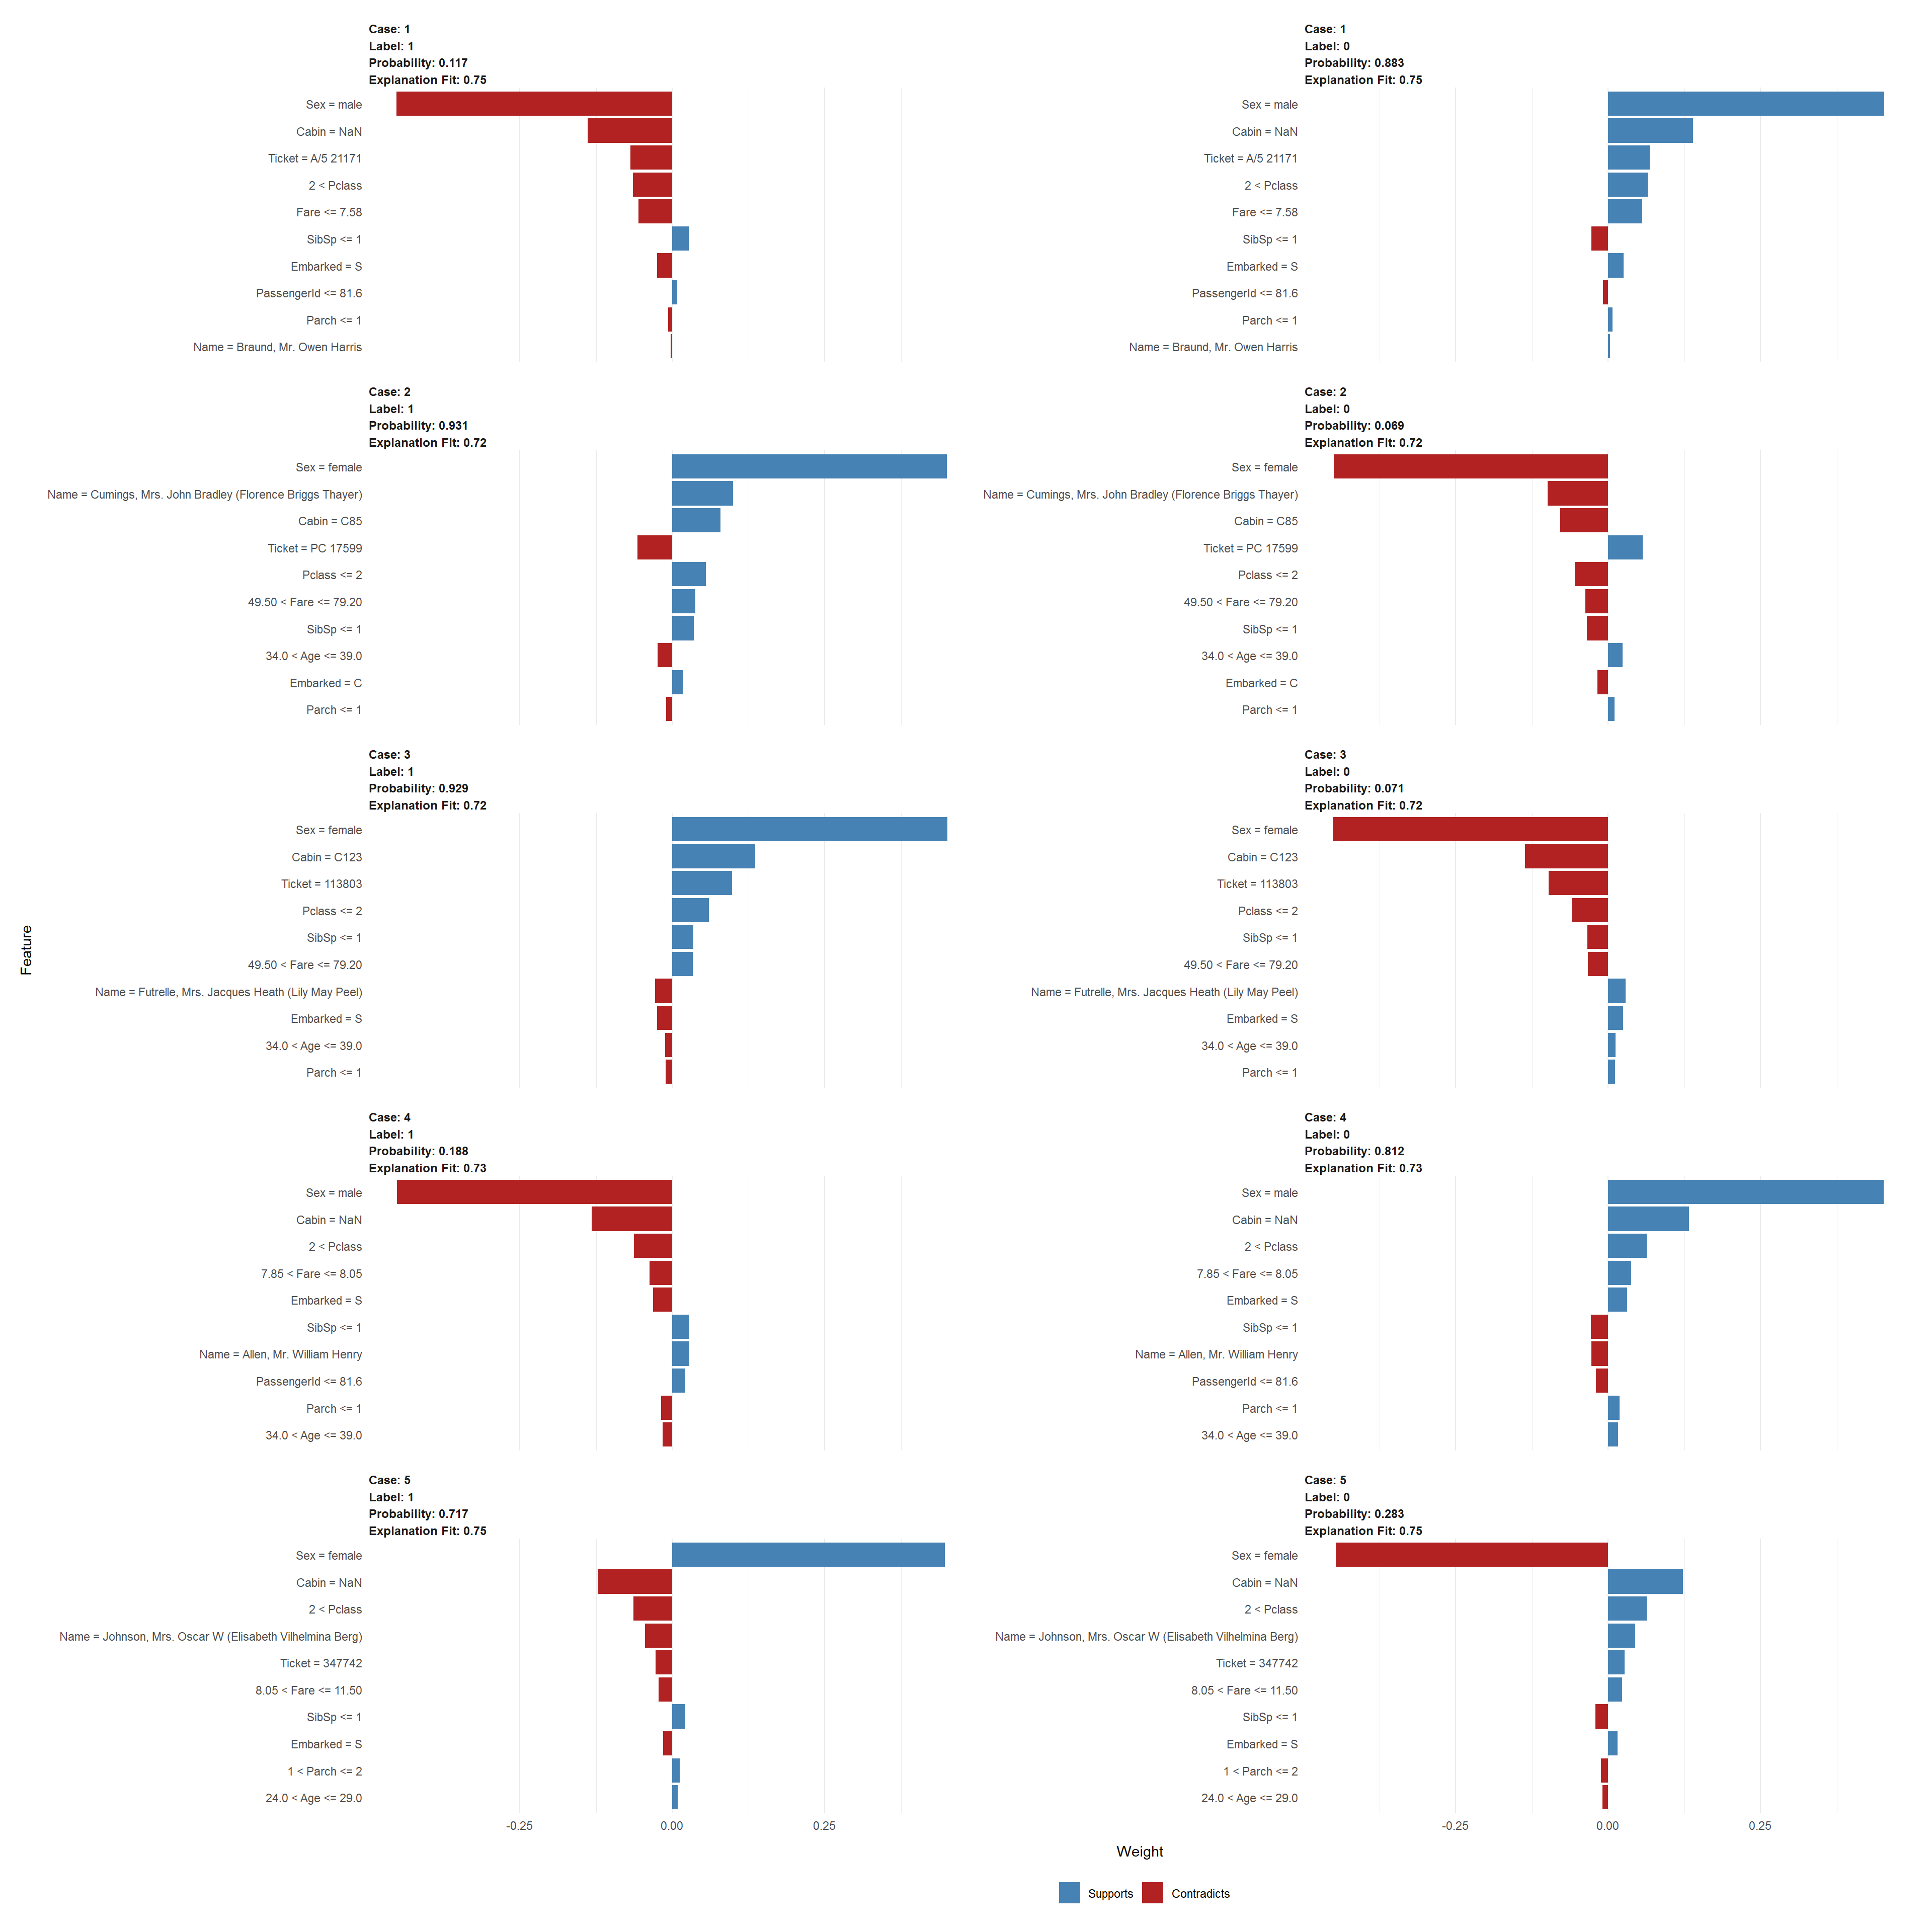 Case: 1
Label: 1
Probability: 0.117
Explanation Fit: 0.75
Sex = male
Cabin = NaN
Ticket = A/5 21171
2 < Pclass
Fare <= 7.58
SibSp <= 1
Embarked = S
PassengerId <= 81.6
Parch <= 1
Name = Braund, Mr. Owen Harris
Case: 1
Label: 0
Probability: 0.883
Explanation Fit: 0.75
Sex = male
Cabin = NaN
Ticket = A/5 21171
2 < Pclass
Fare <= 7.58
SibSp <= 1
Embarked = S
PassengerId <= 81.6
Parch <= 1
Name = Braund, Mr. Owen Harris
Case: 2
Label: 1
Probability: 0.931
Explanation Fit: 0.72
Sex = female
Name = Cumings, Mrs. John Bradley (Florence Briggs Thayer)
Cabin = C85
Ticket = PC 17599
Pclass <= 2
49.50 < Fare <= 79.20
SibSp <= 1
34.0 < Age <= 39.0
Embarked = C
Parch <= 1
Case: 2
Label: 0
Probability: 0.069
Explanation Fit: 0.72
Sex = female
Name = Cumings, Mrs. John Bradley (Florence Briggs Thayer)
Cabin = C85
Ticket = PC 17599
Pclass <= 2
49.50 < Fare <= 79.20
SibSp <= 1
34.0 < Age <= 39.0
Embarked = C
Parch <= 1
Case: 3
Label: 1
Probability: 0.929
Explanation Fit: 0.72
Sex = female
Cabin = C123
Ticket = 113803
Pclass <= 2
SibSp <= 1
49.50 < Fare <= 79.20
Name = Futrelle, Mrs. Jacques Heath (Lily May Peel)
Embarked = S
34.0 < Age <= 39.0
Parch <= 1
Case: 3
Label: 0
Probability: 0.071
Explanation Fit: 0.72
Sex = female
Cabin = C123
Ticket = 113803
Pclass <= 2
SibSp <= 1
49.50 < Fare <= 79.20
Name = Futrelle, Mrs. Jacques Heath (Lily May Peel)
Embarked = S
34.0 < Age <= 39.0
Parch <= 1
Feature
Case: 4
Label: 1
Probability: 0.188
Explanation Fit: 0.73
Sex = male
Cabin = NaN
2 < Pclass
7.85 < Fare <= 8.05
Embarked = S
SibSp <= 1
Name = Allen, Mr. William Henry
PassengerId <= 81.6
Parch <= 1
34.0 < Age <= 39.0
Case: 4
Label: 0
Probability: 0.812
Explanation Fit: 0.73
Sex = male
Cabin = NaN
2 < Pclass
7.85 < Fare <= 8.05
Embarked = S
SibSp <= 1
Name = Allen, Mr. William Henry
PassengerId <= 81.6
Parch <= 1
34.0 < Age <= 39.0
Case: 5
Label: 1
Probability: 0.717
Explanation Fit: 0.75
Sex = female
Cabin = NaN
2 < Pclass
Name = Johnson, Mrs. Oscar W (Elisabeth Vilhelmina Berg)
Ticket = 347742
8.05 < Fare <= 11.50
SibSp <= 1
Embarked = S
1 < Parch <= 2
24.0 < Age <= 29.0
Case: 5
Label: 0
Probability: 0.283
Explanation Fit: 0.75
Sex = female
Cabin = NaN
2 < Pclass
Name = Johnson, Mrs. Oscar W (Elisabeth Vilhelmina Berg)
Ticket = 347742
8.05 < Fare <= 11.50
SibSp <= 1
Embarked = S
1 < Parch <= 2
24.0 < Age <= 29.0
-0.25 0.00 0.25
-0.25 0.00 0.25
Weight
Supports Contradicts